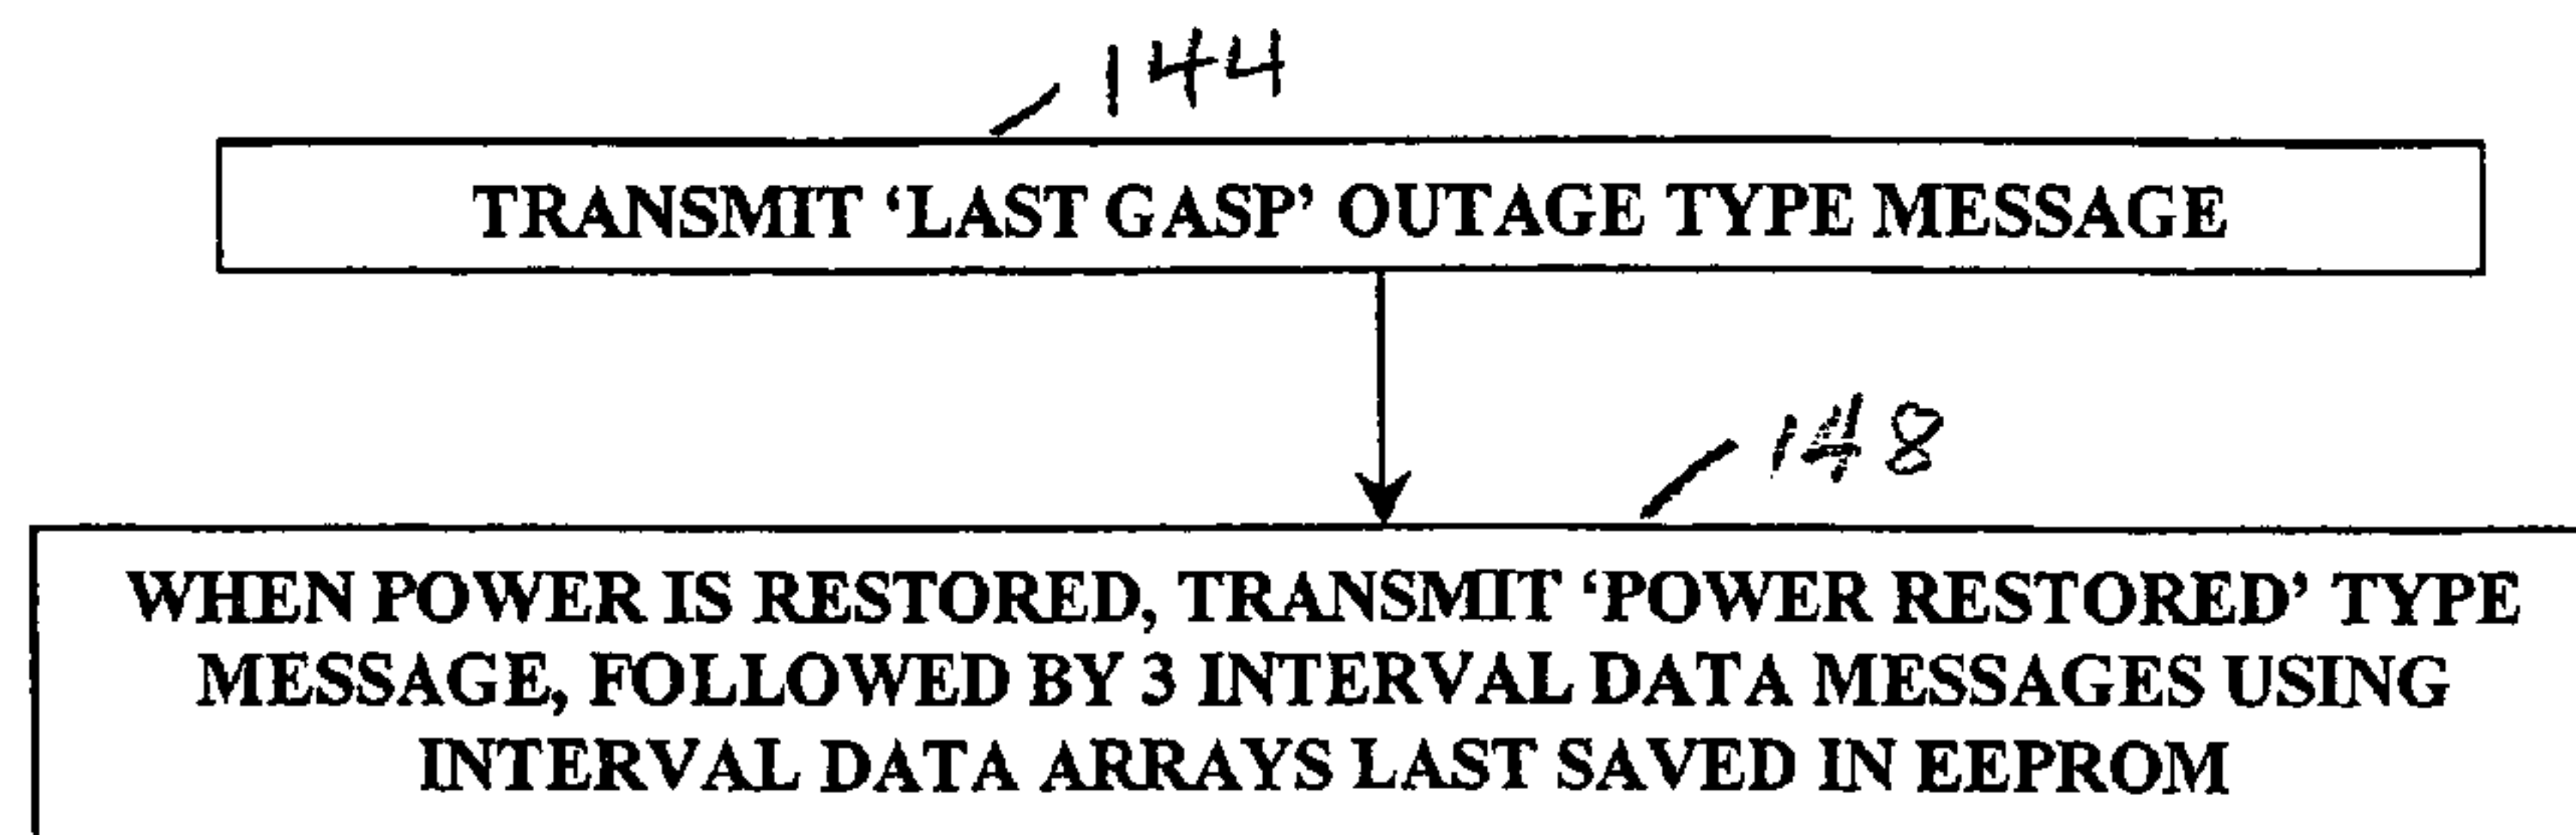 144
TRANSMIT ‘LAST GASP’ OUTAGE TYPE MESSAGE
148
WHEN POWER IS RESTORED, TRANSMIT ‘POWER RESTORED’ TYPE
MESSAGE, FOLLOWED BY 3 INTERVAL DATA MESSAGES USING
INTERVAL DATA ARRAYS LAST SAVED IN EEPROM